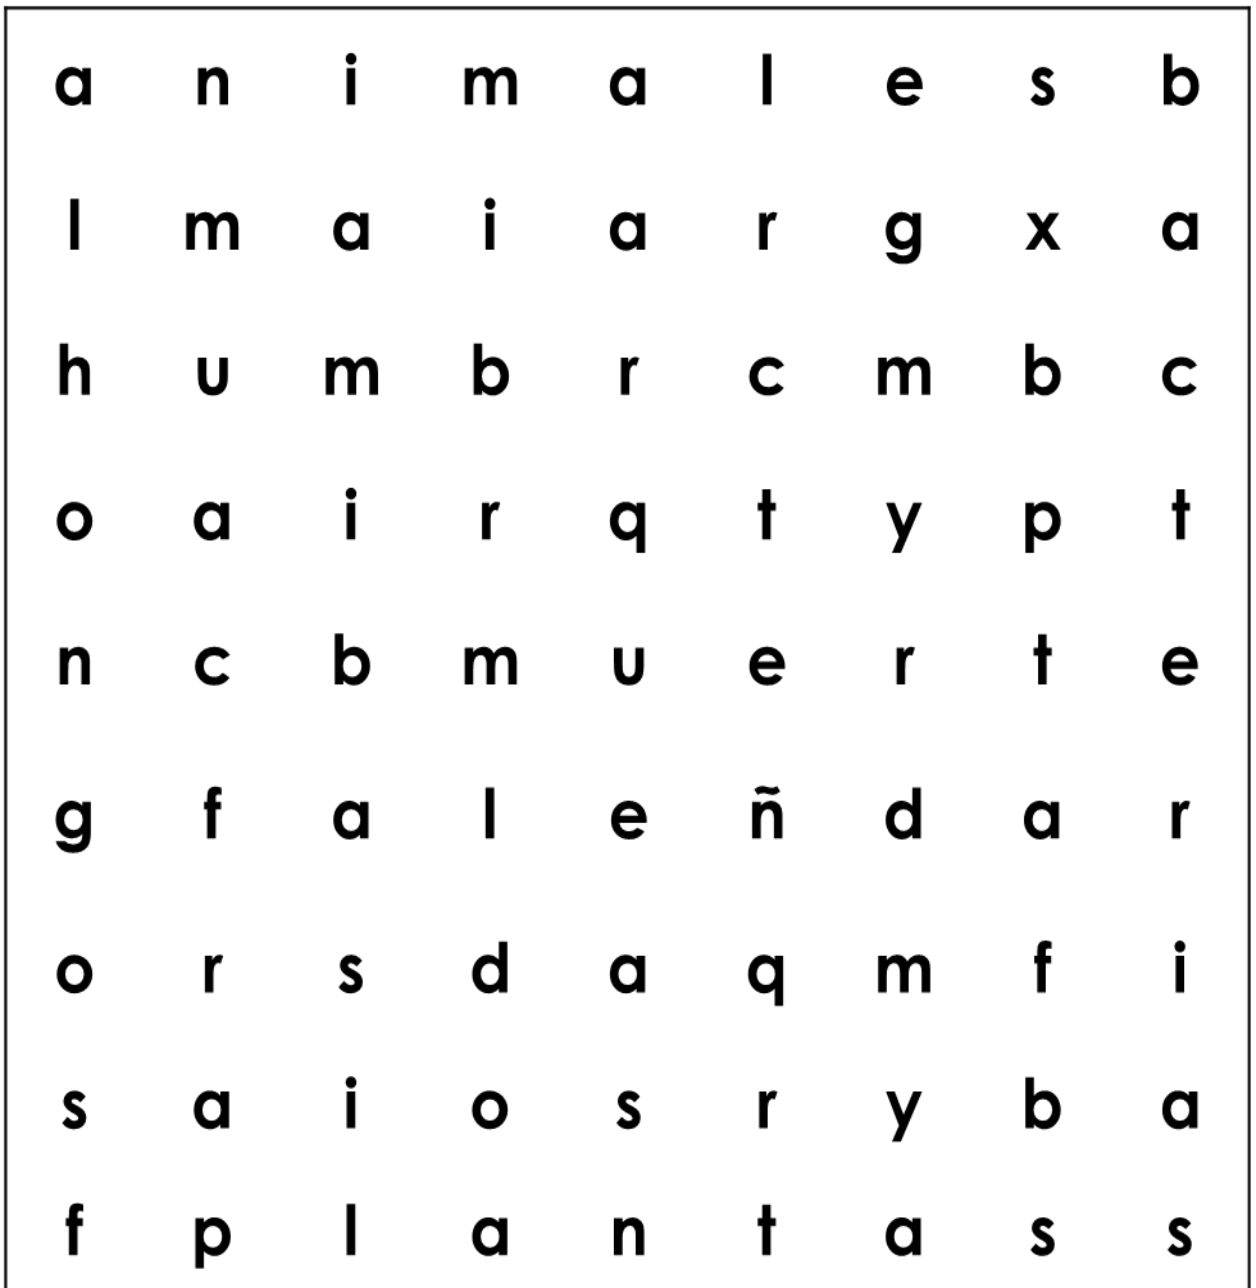 a n i m a l e s b
l m a i a r g x a
h u m b r c m b c
o a i r q t y p t
n c b m u e r t e
g f a l e ñ d a r
o r s d a q m f i
s a i o s r y b a
f p l a n t a s s